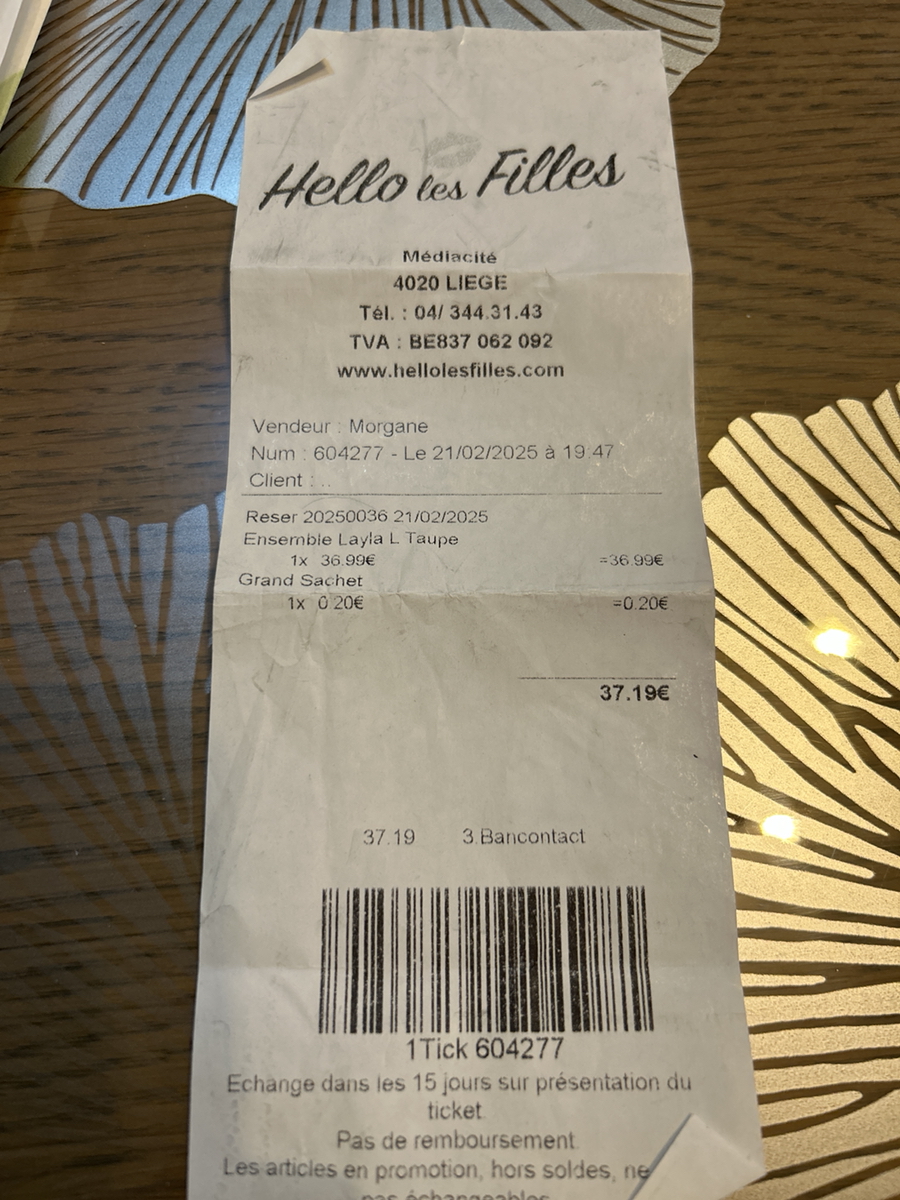 Hello les Filles
Médiacité
4020 LIEGE
Tél. : 04/ 344.31.43
TVA : BE837 062 092
www.hellolesfilles.com
Vendeur : Morgane
Num : 604277 - Le 21/02/2025 à 19:47
Client : ..
Reser 20250036 21/02/2025
Ensemble Layla L Taupe
1x 36.99€ =36.99€
Grand Sachet
1x 0.20€ =0.20€
37.19€
37.19 3.Bancontact
1Tick 604277
Echange dans les 15 jours sur présentation du
ticket
Pas de remboursement.
Les articles en promotion, hors soldes, ne
pas échangeables